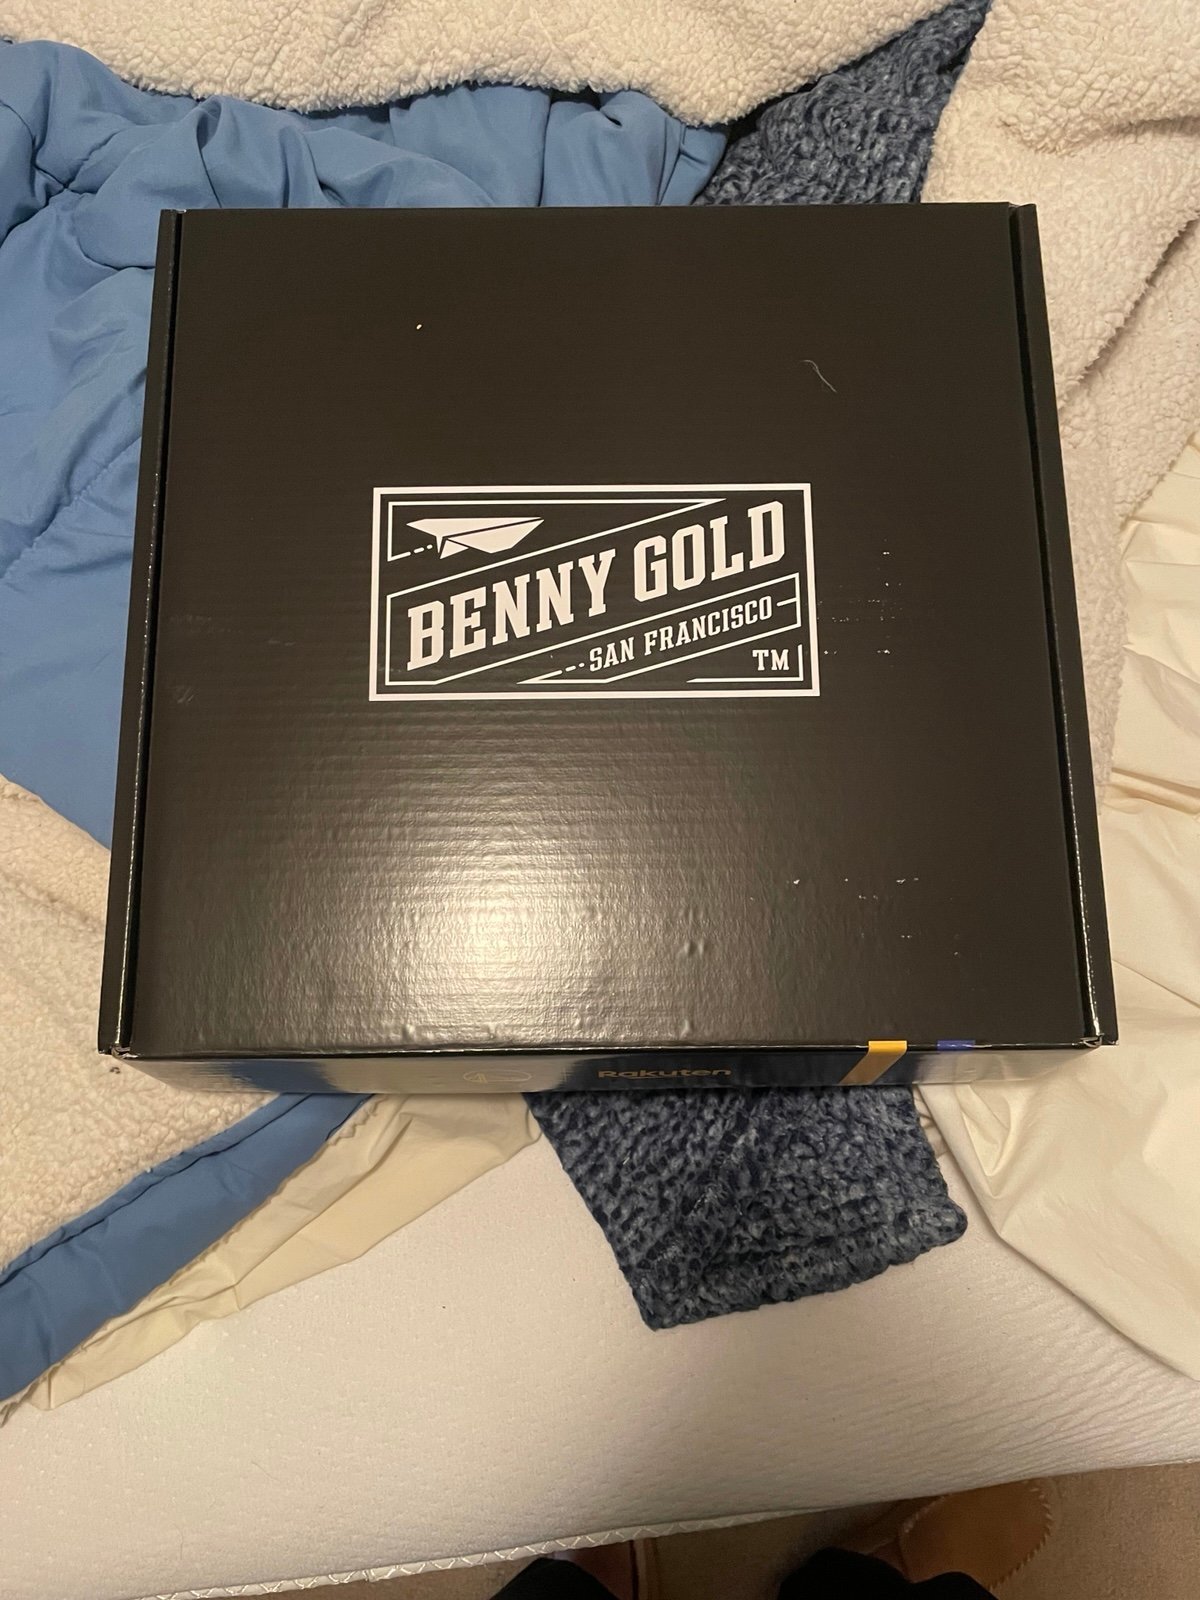 BENNY GOLD
SAN FRANCISCO
TM
Rakuten